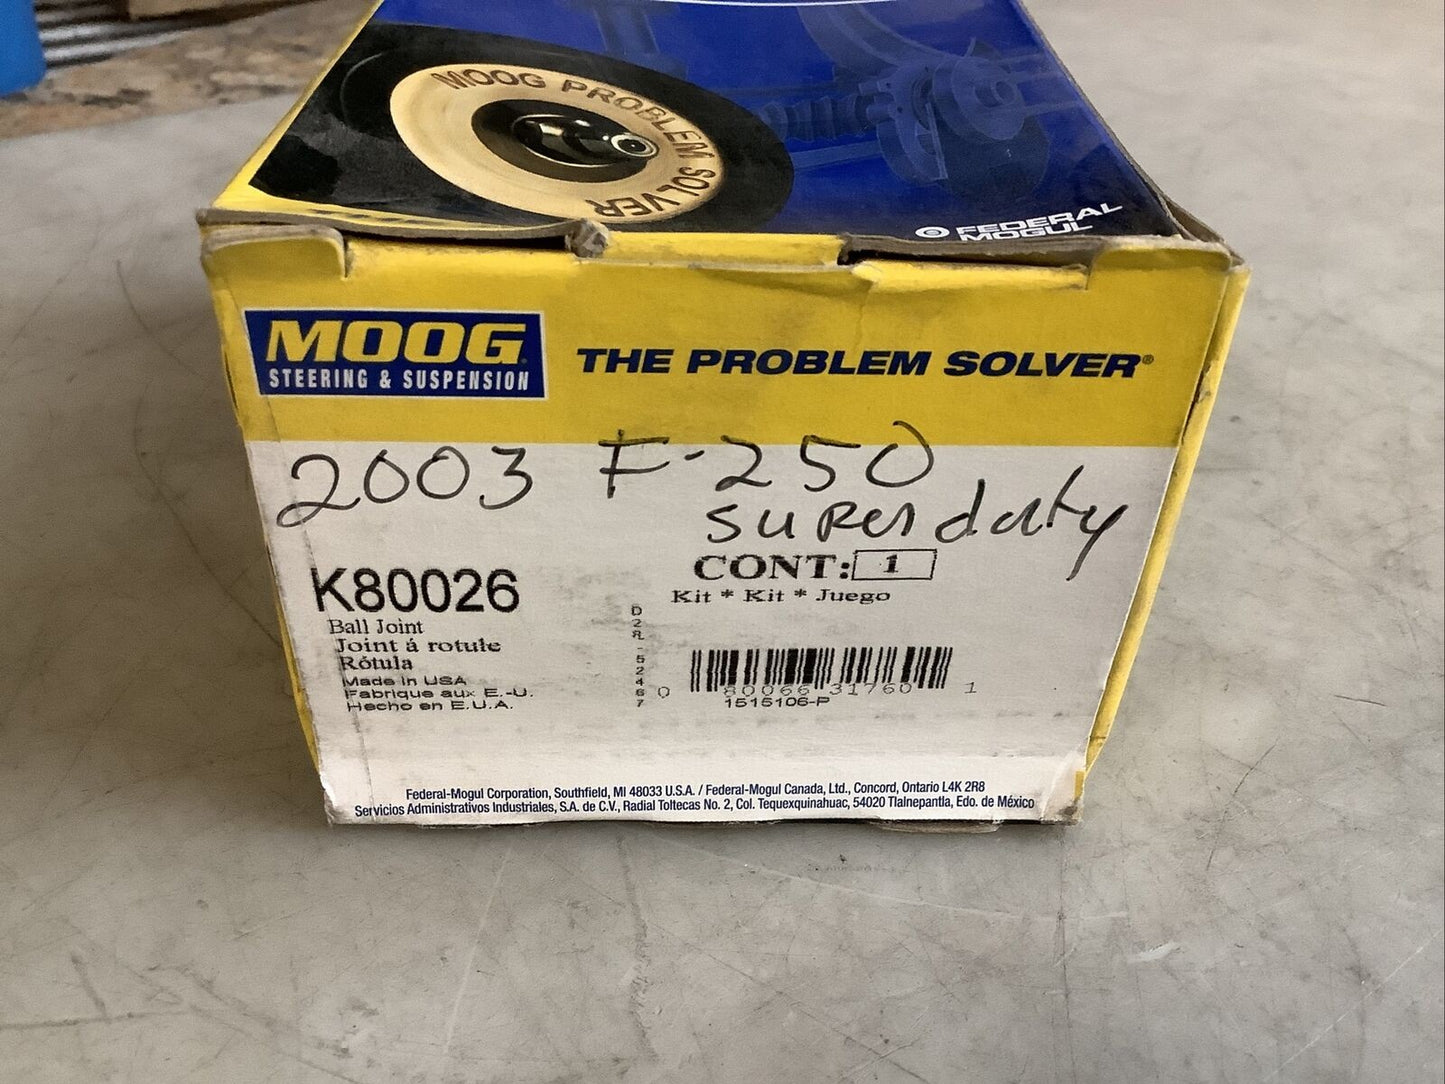 MOOG PROBLEM SOLVER
FEDERAL
MOGUL
MOOG
STEERING & SUSPENSION
THE PROBLEM SOLVER®
2003 F-250
super duty
K80026
Ball Joint
Joint á rotule
Rótula
Made in USA
Fabrique aux E.-U.
Hecho en E.U.A.
CONT: 1
Kit * Kit * Juego
D2R-52467
0 80066 31760 1
1515106-P
Federal-Mogul Corporation, Southfield, MI 48033 U.S.A. / Federal-Mogul Canada, Ltd., Concord, Ontario L4K 2R8
Servicios Administrativos Industriales, S.A. de C.V., Radial Toltecas No. 2, Col. Tequexquinahuac, 54020 Tlalnepantla, Edo. de México